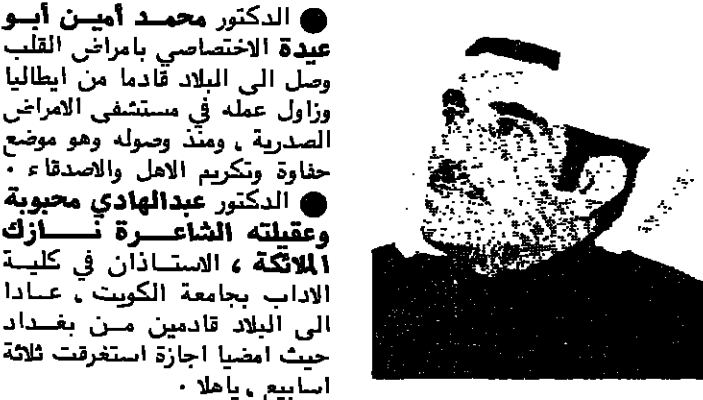 ● الدكتور محمد أمين أبو
عيدة الاختصاصي بامراض القلب
وصل الى البلاد قادما من ايطاليا
وزاول عمله في مستشفى الامراض
الصدرية ، ومنذ وصوله وهو موضع
حفاوة وتكريم الاهل والاصدقاء .
● الدكتور عبدالهادي محبوبة
وعقيلته الشاعرة نازك
الملائكة ، الاستاذان في كلية
الاداب بجامعة الكويت ، عادا
الى البلاد قادمين من بغداد
حيث امضيا اجازة استغرقت ثلاثة
اسابيع ، ياهلا .